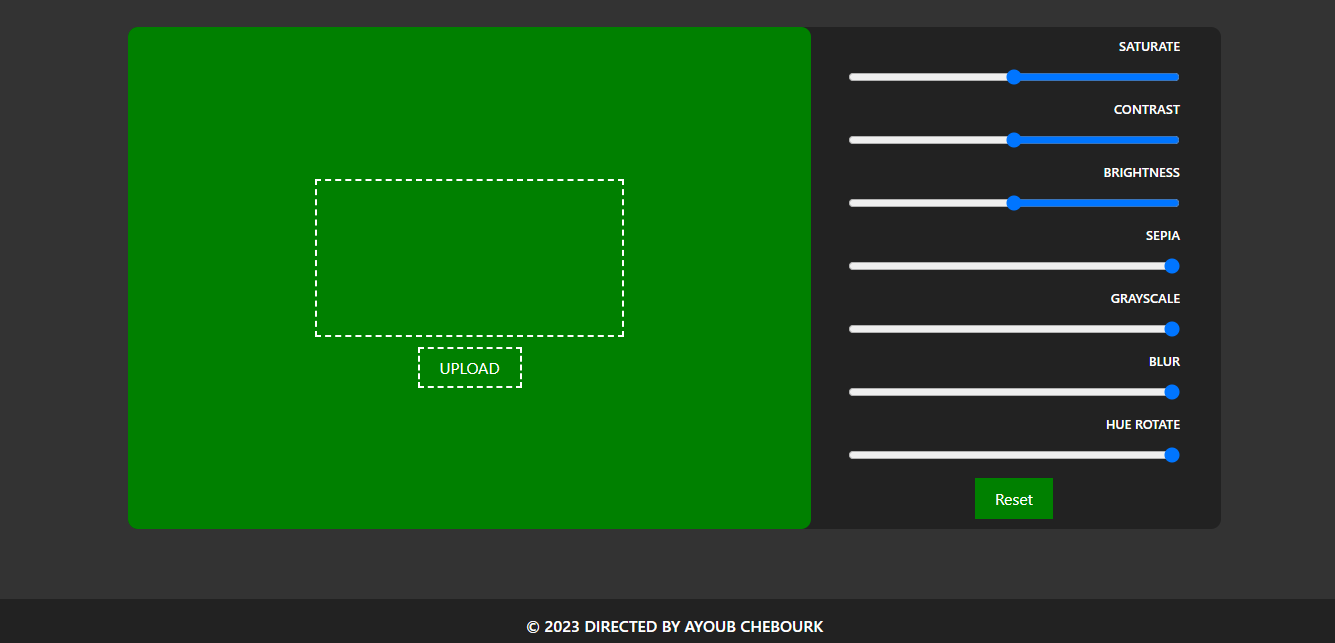 SATURATE
CONTRAST
BRIGHTNESS
SEPIA
GRAYSCALE
BLUR
HUE ROTATE
Reset
UPLOAD
© 2023 DIRECTED BY AYOUB CHEBOURK